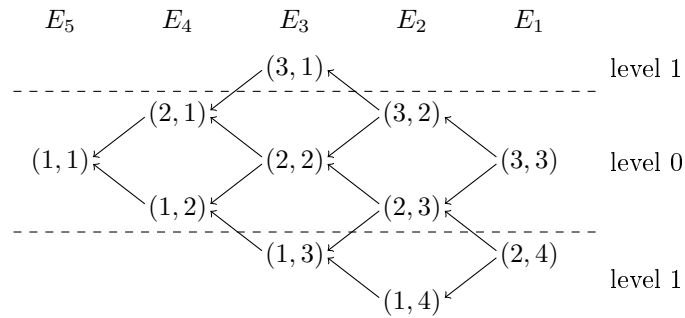 E₅ E₄ E₃ E₂ E₁
(3, 1) level 1
(2, 1) (3, 2)
(1, 1) (2, 2) (3, 3) level 0
(1, 2) (2, 3)
(1, 3) (2, 4)
level 1
(1, 4)